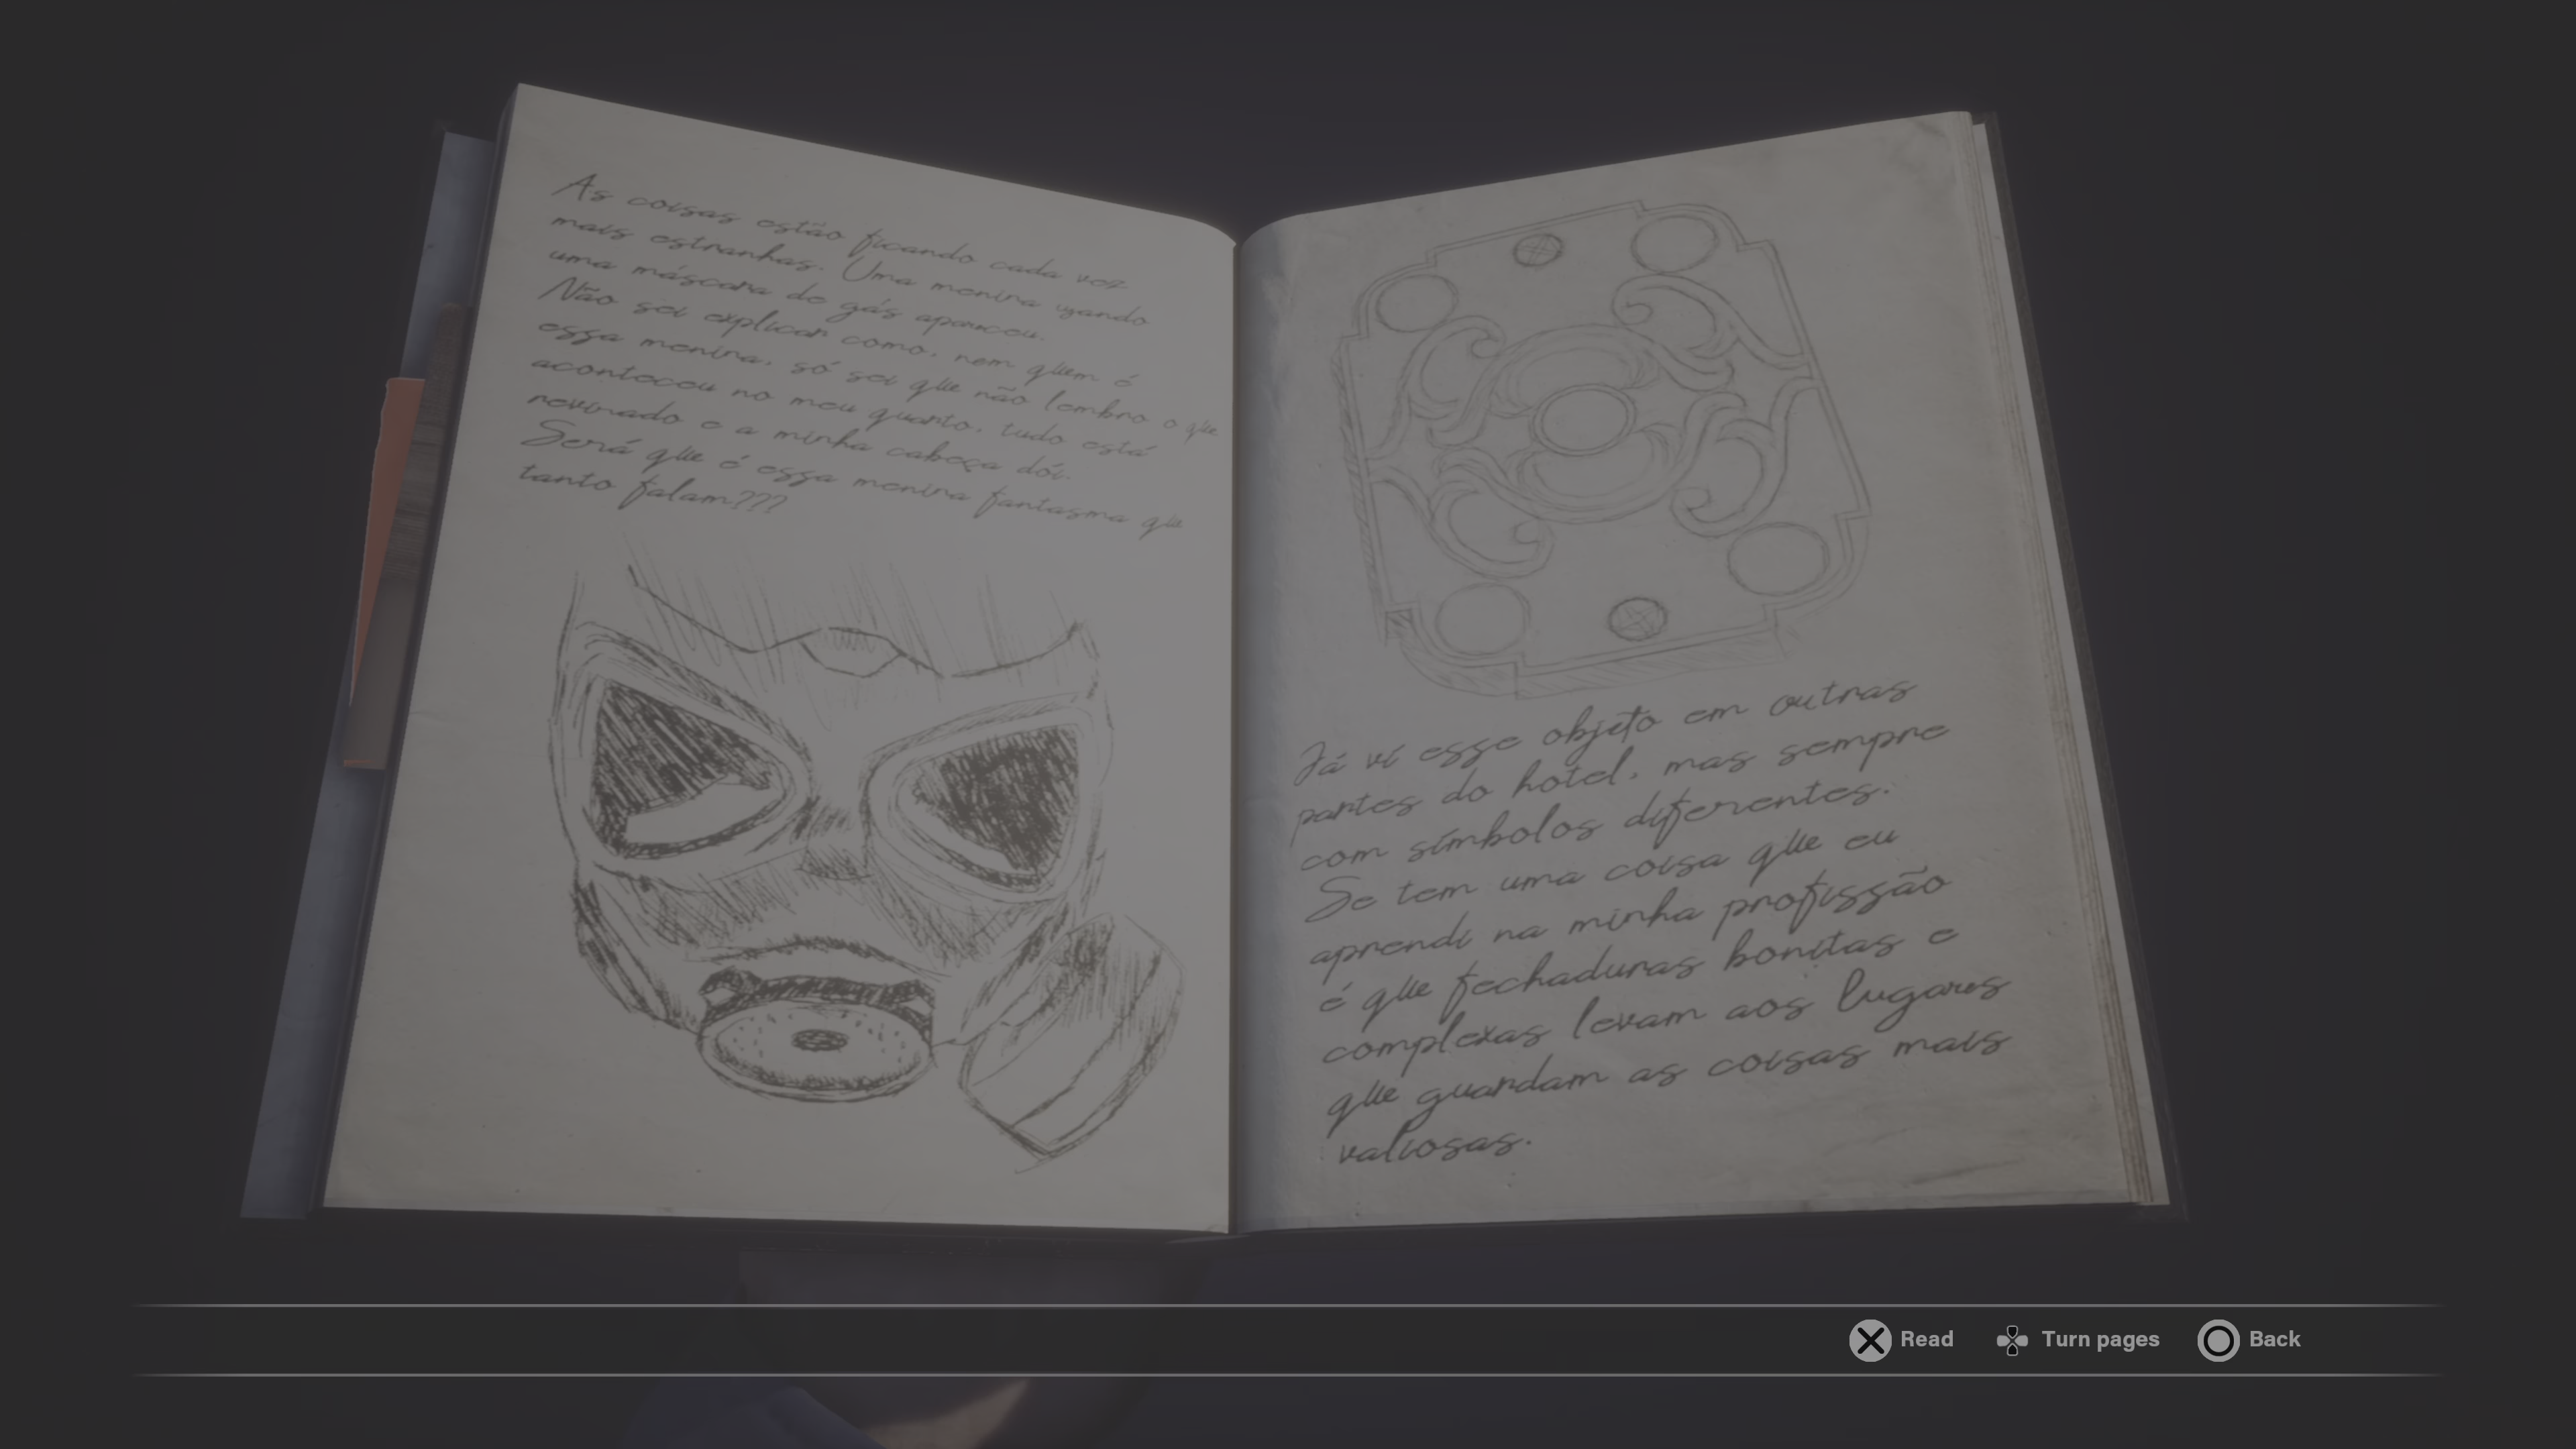 As coisas estão ficando cada vez
mais estranhas. Uma menina usando
uma máscara de gás apareceu.
Não sei explicar como, nem quem é
essa menina, só sei que não lembro o que
aconteceu no meu quarto, tudo está
revirado e a minha cabeça dói.
Será que é essa menina fantasma que
tanto falam???
Já vi esse objeto em outras
partes do hotel, mas sempre
com símbolos diferentes.
Se tem uma coisa que eu
aprendi na minha profissão
é que fechaduras bonitas e
complexas levam aos lugares
que guardam as coisas mais
valiosas.
Read Turn pages Back